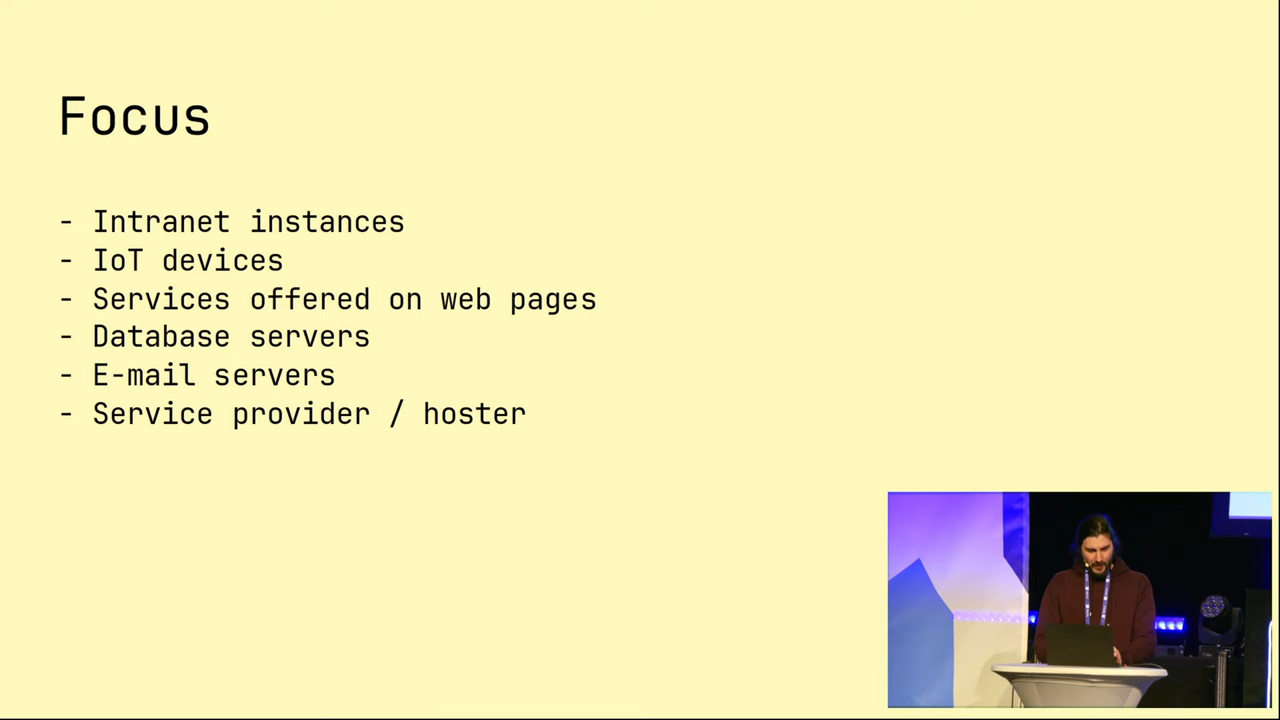 Focus
- Intranet instances
- IoT devices
- Services offered on web pages
- Database servers
- E-mail servers
- Service provider / hoster